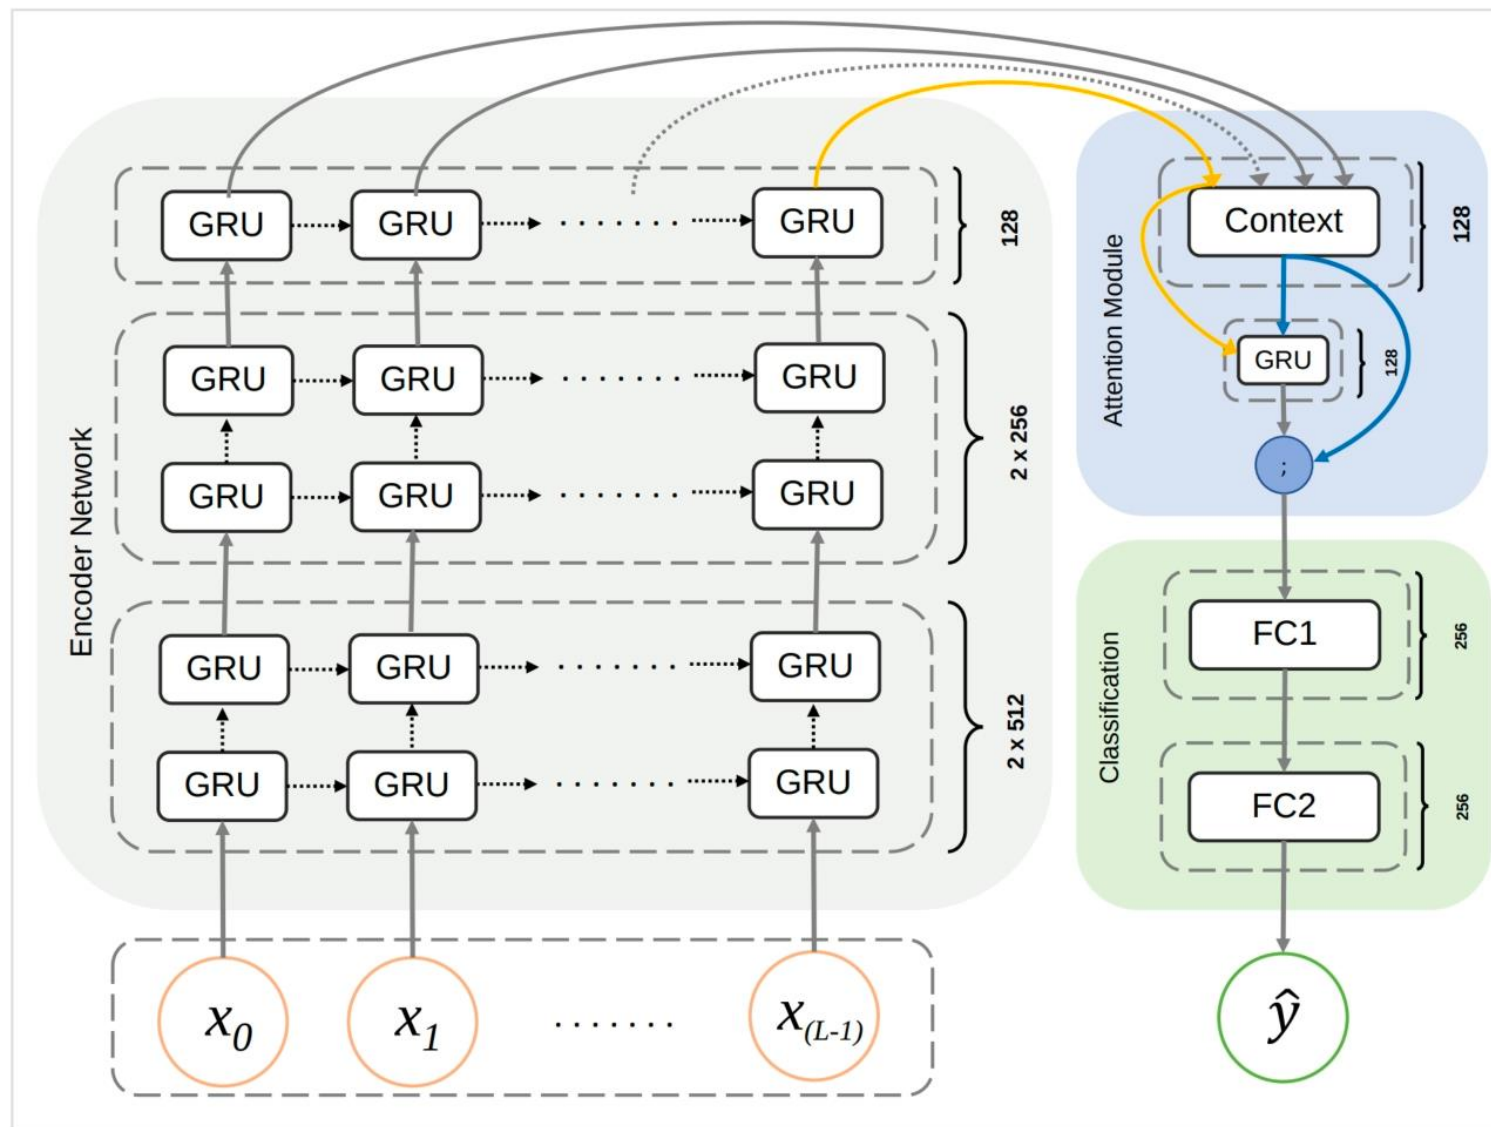 GRU GRU . . . . . . . GRU
128
GRU GRU . . . . . . . GRU
GRU GRU . . . . . . . GRU
2 x 256
GRU GRU . . . . . . . GRU
GRU GRU . . . . . . . GRU
2 x 512
Encoder Network
x0 x1 . . . . . . . x(L-1)
Attention Module
Context
128
GRU
128
;
Classification
FC1
256
FC2
256
ŷ